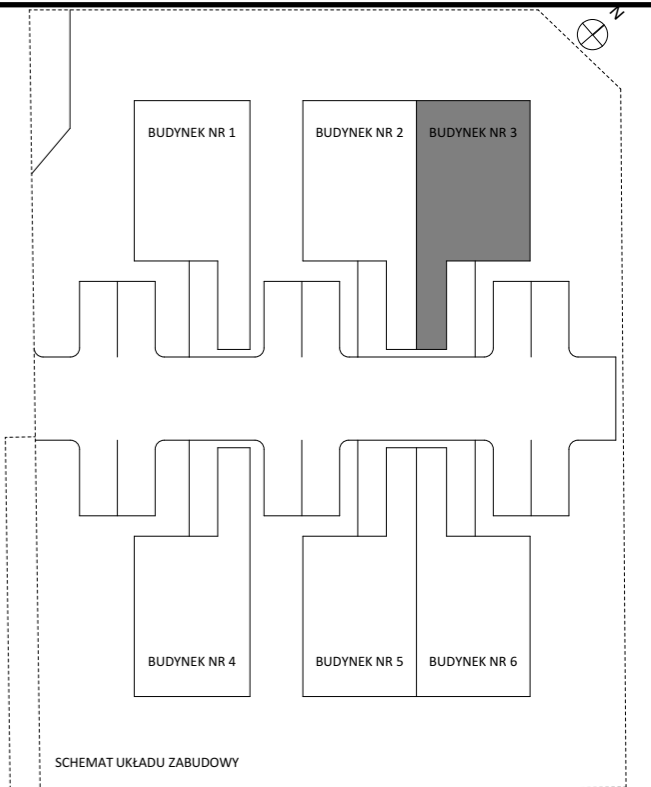 N
BUDYNEK NR 1
BUDYNEK NR 2
BUDYNEK NR 3
BUDYNEK NR 4
BUDYNEK NR 5
BUDYNEK NR 6
SCHEMAT UKŁADU ZABUDOWY